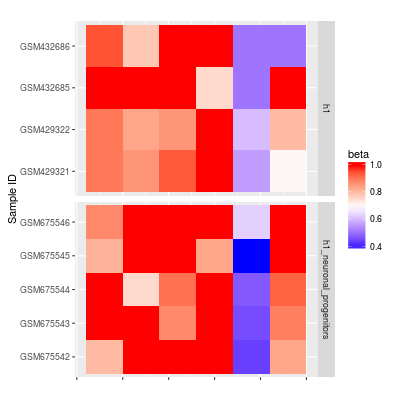 Sample ID
GSM432686
GSM432685
GSM429322
GSM429321
h1
GSM675546
GSM675545
GSM675544
GSM675543
GSM675542
h1_neuronal_progenitors
beta
1.0
0.8
0.6
0.4